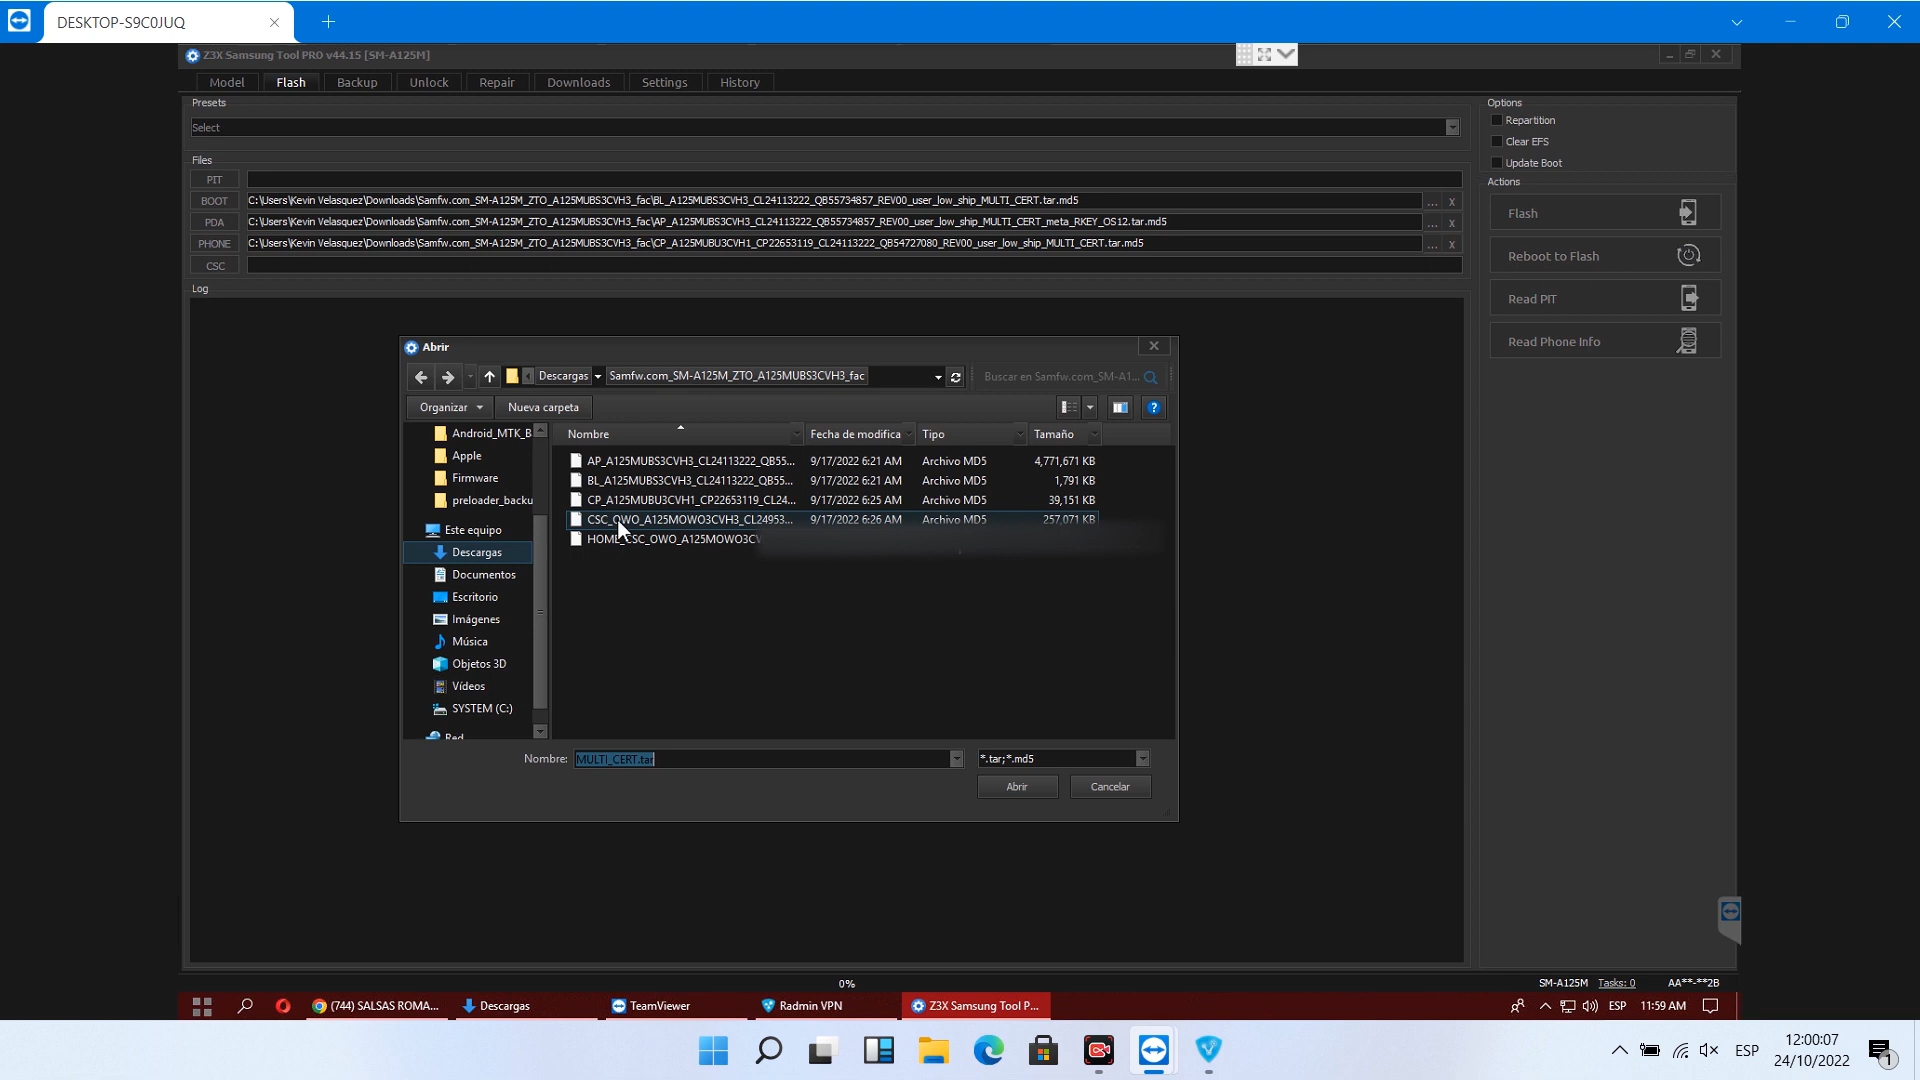 DESKTOP-S9C0JUQ
Z3X Samsung Tool PRO v44.15 [SM-A125M]
Model Flash Backup Unlock Repair Downloads Settings History
Presets
Select
Files
PIT
BOOT C:\Users\Kevin Velasquez\Downloads\Samfw.com_SM-A125M_ZTO_A125MUBS3CVH3_fac\BL_A125MUBS3CVH3_CL24113222_QB55734857_REV00_user_low_ship_MULTI_CERT.tar.md5 ... x
PDA C:\Users\Kevin Velasquez\Downloads\Samfw.com_SM-A125M_ZTO_A125MUBS3CVH3_fac\AP_A125MUBS3CVH3_CL24113222_QB55734857_REV00_user_low_ship_MULTI_CERT_meta_RKEY_OS12.tar.md5 ... x
PHONE C:\Users\Kevin Velasquez\Downloads\Samfw.com_SM-A125M_ZTO_A125MUBS3CVH3_fac\CP_A125MUBU3CVH1_CP22653119_CL24113222_QB54727080_REV00_user_low_ship_MULTI_CERT.tar.md5 ... x
CSC
Options
Repartition
Clear EFS
Update Boot
Actions
Flash
Reboot to Flash
Read PIT
Read Phone Info
Log
Abrir
Descargas Samfw.com_SM-A125M_ZTO_A125MUBS3CVH3_fac Buscar en Samfw.com_SM-A1...
Organizar Nueva carpeta
Nombre Fecha de modifica Tipo Tamaño
AP_A125MUBS3CVH3_CL24113222_QB55... 9/17/2022 6:21 AM Archivo MD5 4,771,671 KB
BL_A125MUBS3CVH3_CL24113222_QB55... 9/17/2022 6:21 AM Archivo MD5 1,791 KB
CP_A125MUBU3CVH1_CP22653119_CL24... 9/17/2022 6:25 AM Archivo MD5 39,151 KB
CSC_OWO_A125MOWO3CVH3_CL24953... 9/17/2022 6:26 AM Archivo MD5 257,071 KB
HOME_CSC_OWO_A125MOWO3CV
Android_MTK_B
Apple
Firmware
preloader_backu
Este equipo
Descargas
Documentos
Escritorio
Imágenes
Música
Objetos 3D
Vídeos
SYSTEM (C:)
Red
Nombre: MULTI_CERT.tar *.tar;*.md5
Abrir Cancelar
0%
SM-A125M Tasks: 0 AA**-**2B
(744) SALSAS ROMA... Descargas TeamViewer Radmin VPN Z3X Samsung Tool P... ESP 11:59 AM
ESP 12:00:07
24/10/2022
1